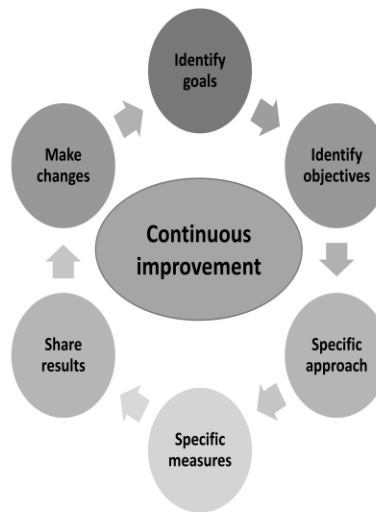 Identify
goals
Identify
objectives
Specific
approach
Specific
measures
Share
results
Make
changes
Continuous
improvement